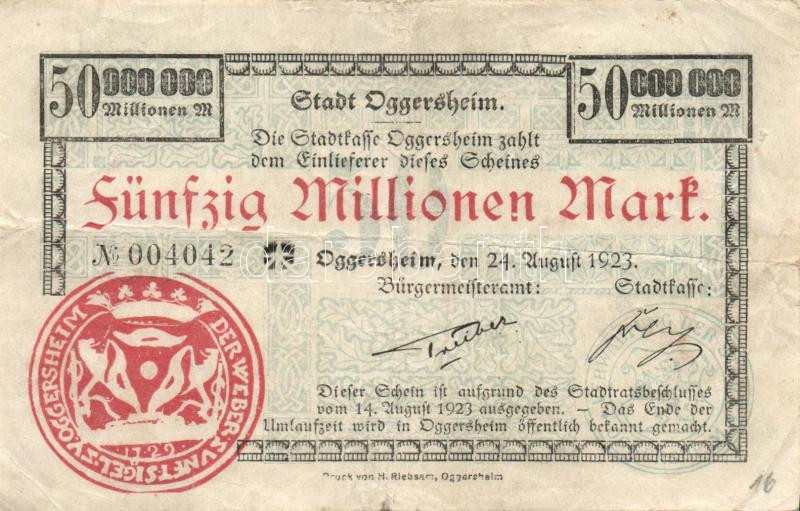 50 000 000
Millionen M
50 000 000
Millionen M
Stadt Oggersheim.
Die Stadtkasse Oggersheim zahlt
dem Einlieferer dieses Scheines
Fünfzig Millionen Mark.
№ 004042
Oggersheim, den 24. August 1923.
Bürgermeisteramt: Stadtkasse:
Treiber
Dieser Schein ist aufgrund des Stadtratsbeschlusses
vom 14. August 1923 ausgegeben. – Das Ende der
Umlaufzeit wird in Oggersheim öffentlich bekannt gemacht.
DER WEBER ZVNFT SIGEL ZV OGGERSHEIM
1729
Druck von H. Riebsam, Oggersheim
16